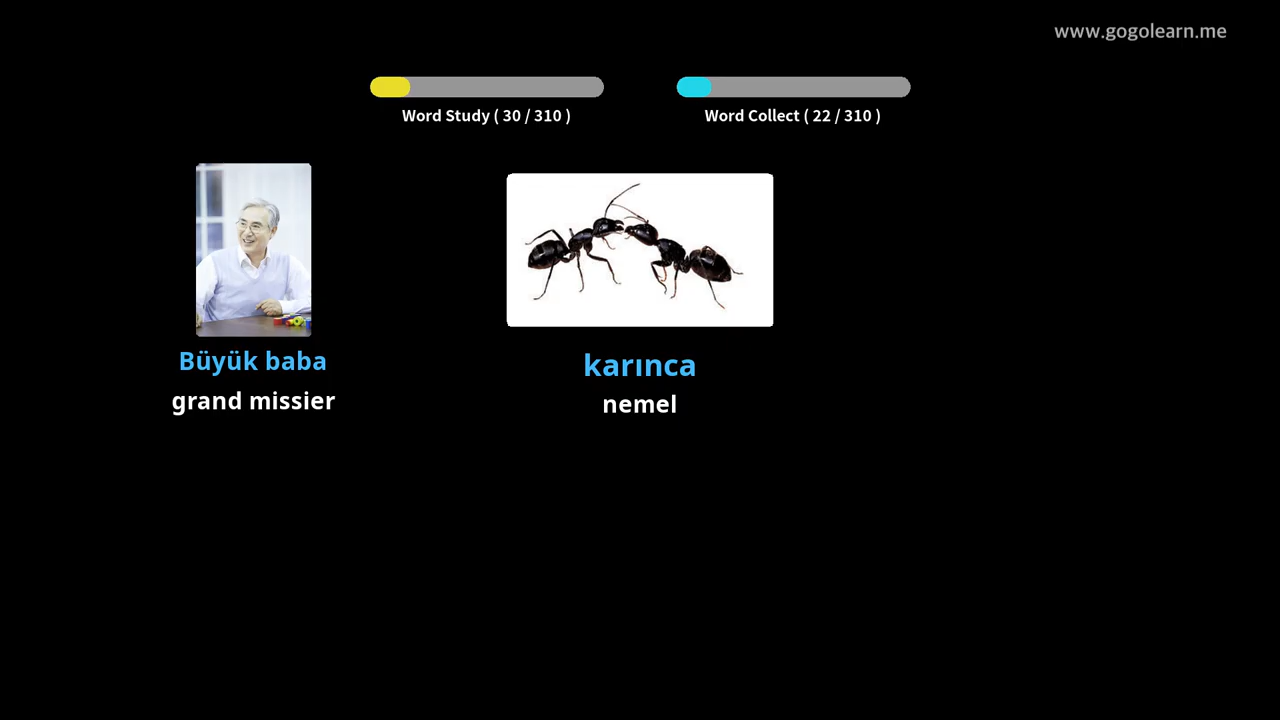 www.gogolearn.me
Word Study ( 30 / 310 )
Word Collect ( 22 / 310 )
Büyük baba
grand missier
karınca
nemel